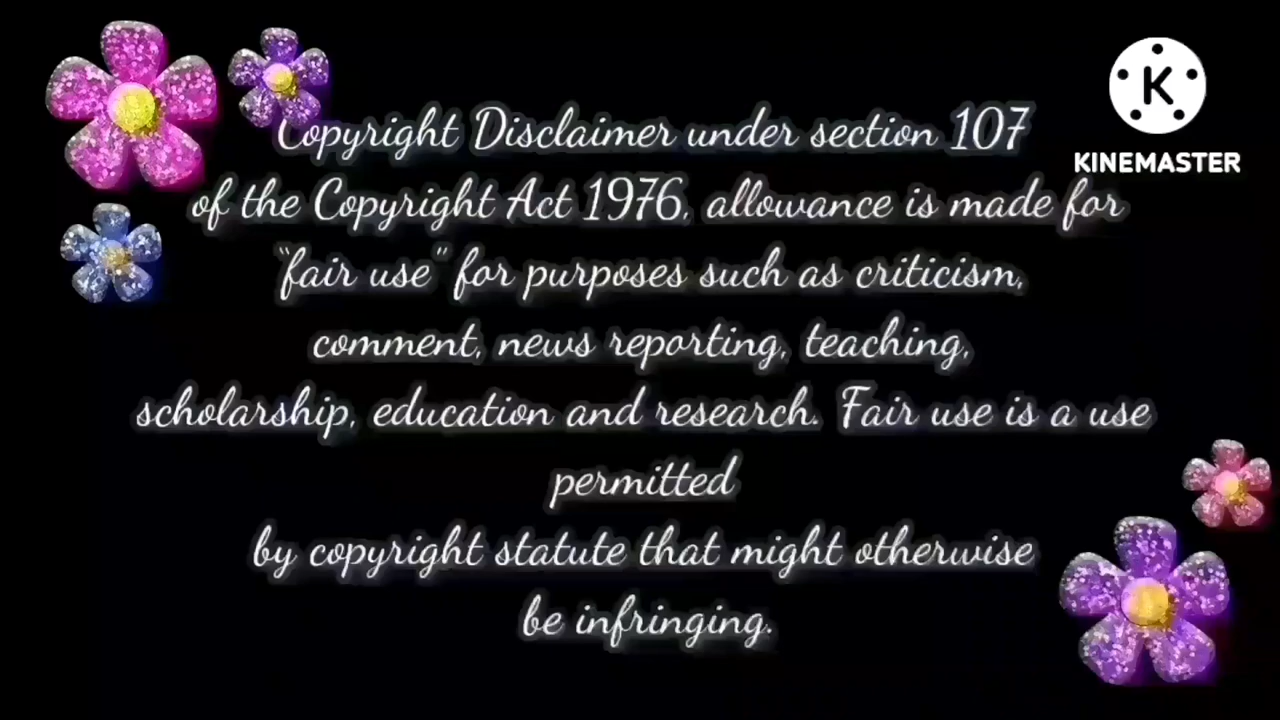 Copyright Disclaimer under section 107
of the Copyright Act 1976, allowance is made for
"fair use" for purposes such as criticism,
comment, news reporting, teaching,
scholarship, education and research. Fair use is a use
permitted
by copyright statute that might otherwise
be infringing.
K
KINEMASTER